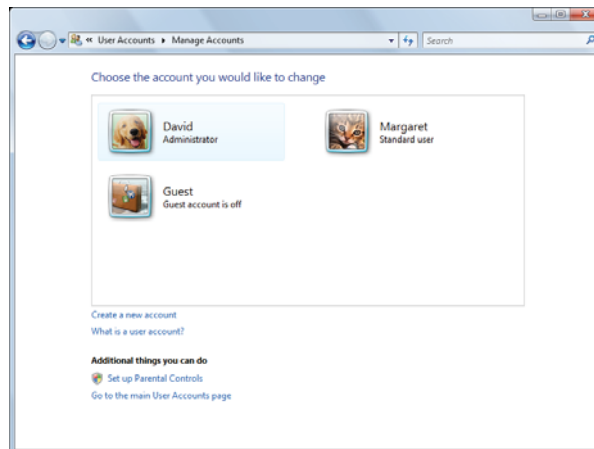 « User Accounts ▸ Manage Accounts
Search
Choose the account you would like to change
David
Administrator
Margaret
Standard user
Guest
Guest account is off
Create a new account
What is a user account?
Additional things you can do
Set up Parental Controls
Go to the main User Accounts page